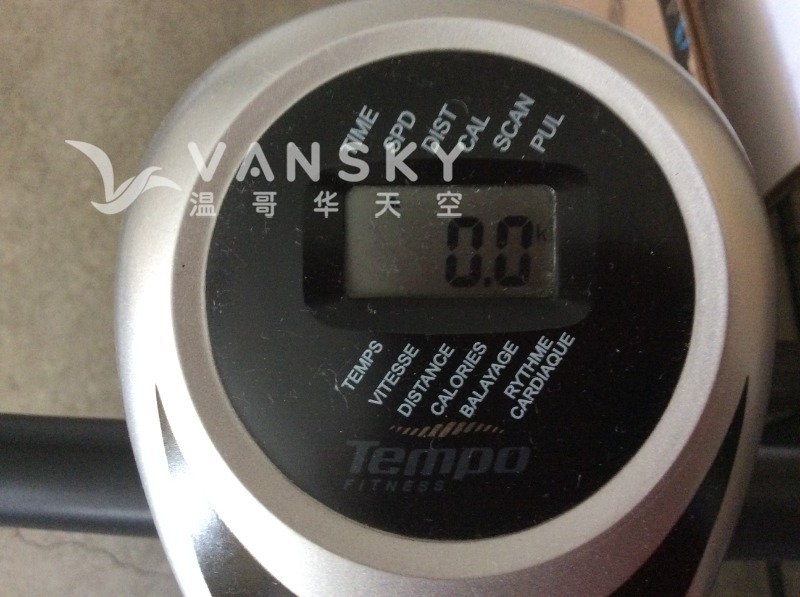 TIME SPD DIST CAL SCAN PUL
VANSKY
温哥华天空
0.0 k
TEMPS VITESSE DISTANCE CALORIES BALAYAGE RYTHME CARDIAQUE
Tempo
FITNESS